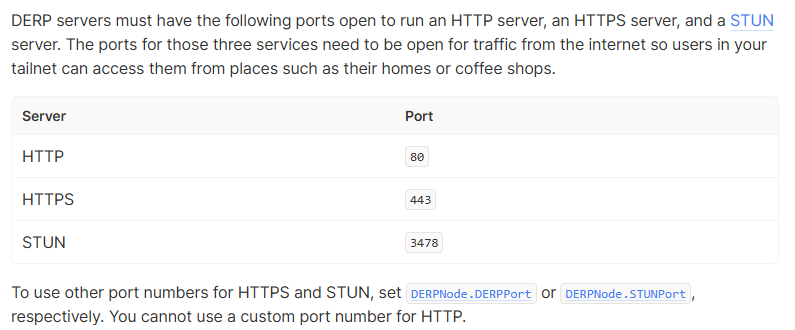 DERP servers must have the following ports open to run an HTTP server, an HTTPS server, and a STUN
server. The ports for those three services need to be open for traffic from the internet so users in your
tailnet can access them from places such as their homes or coffee shops.
Server Port
HTTP 80
HTTPS 443
STUN 3478
To use other port numbers for HTTPS and STUN, set DERPNode.DERPPort or DERPNode.STUNPort,
respectively. You cannot use a custom port number for HTTP.